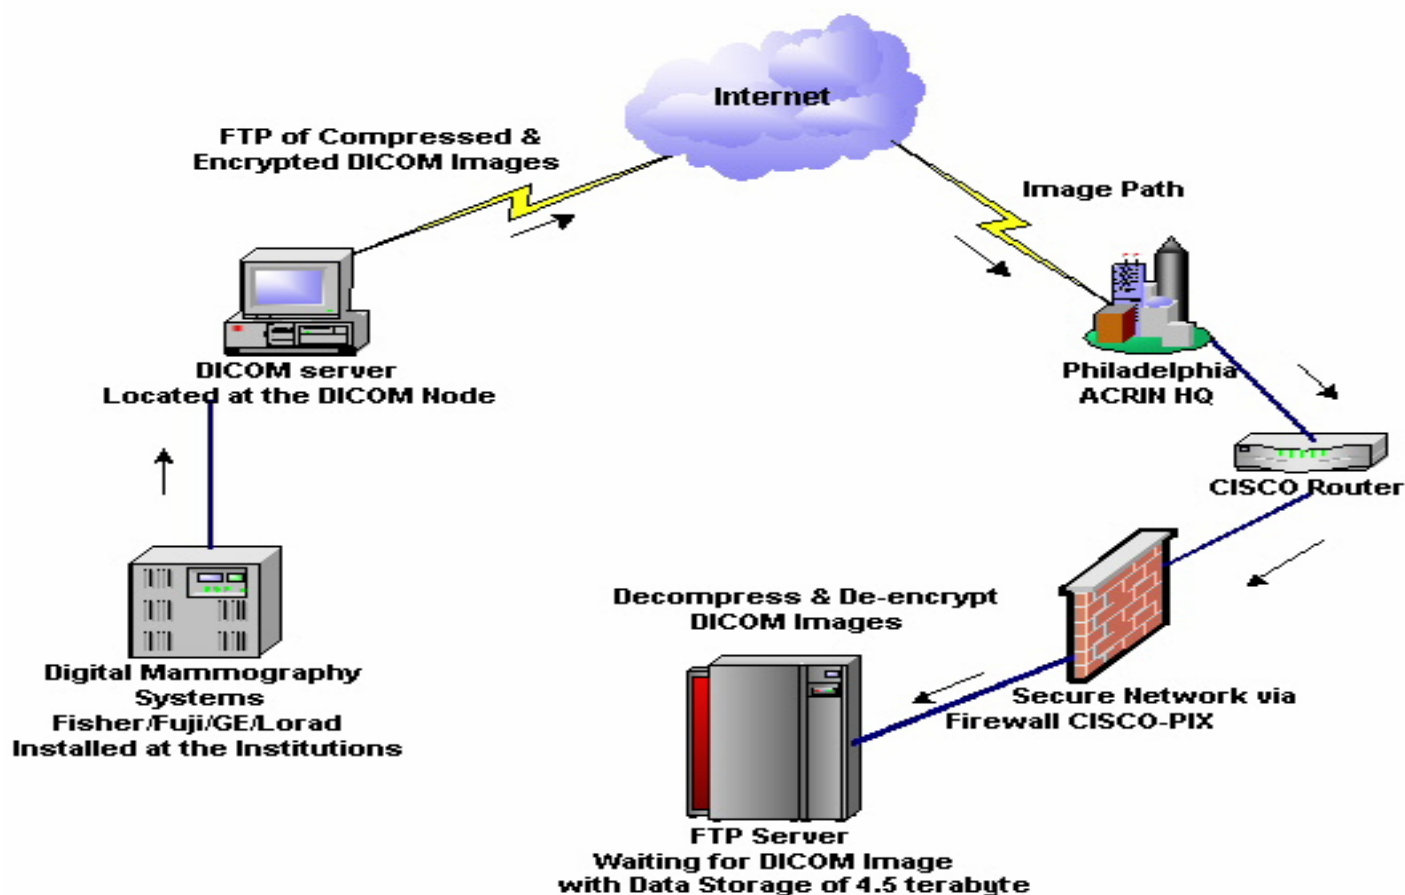 Internet
FTP of Compressed &
Encrypted DICOM Images
Image Path
DICOM server
Located at the DICOM Node
Philadelphia
ACRIN HQ
CISCO Router
Digital Mammography
Systems
Fisher/Fuji/GE/Lorad
Installed at the Institutions
Decompress & De-encrypt
DICOM Images
Secure Network via
Firewall CISCO-PIX
FTP Server
Waiting for DICOM Image
with Data Storage of 4.5 terabyte